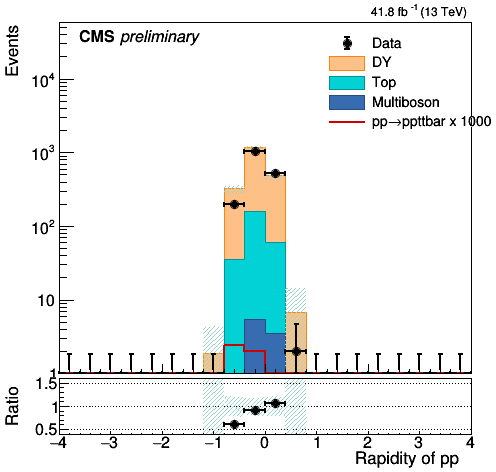 41.8 fb⁻¹ (13 TeV)
CMS preliminary
Events
Data
DY
Top
Multiboson
pp→ppttbar x 1000
10⁴
10³
10²
10
1
Ratio
1.5
1
0.5
−4 −3 −2 −1 0 1 2 3 4
Rapidity of pp